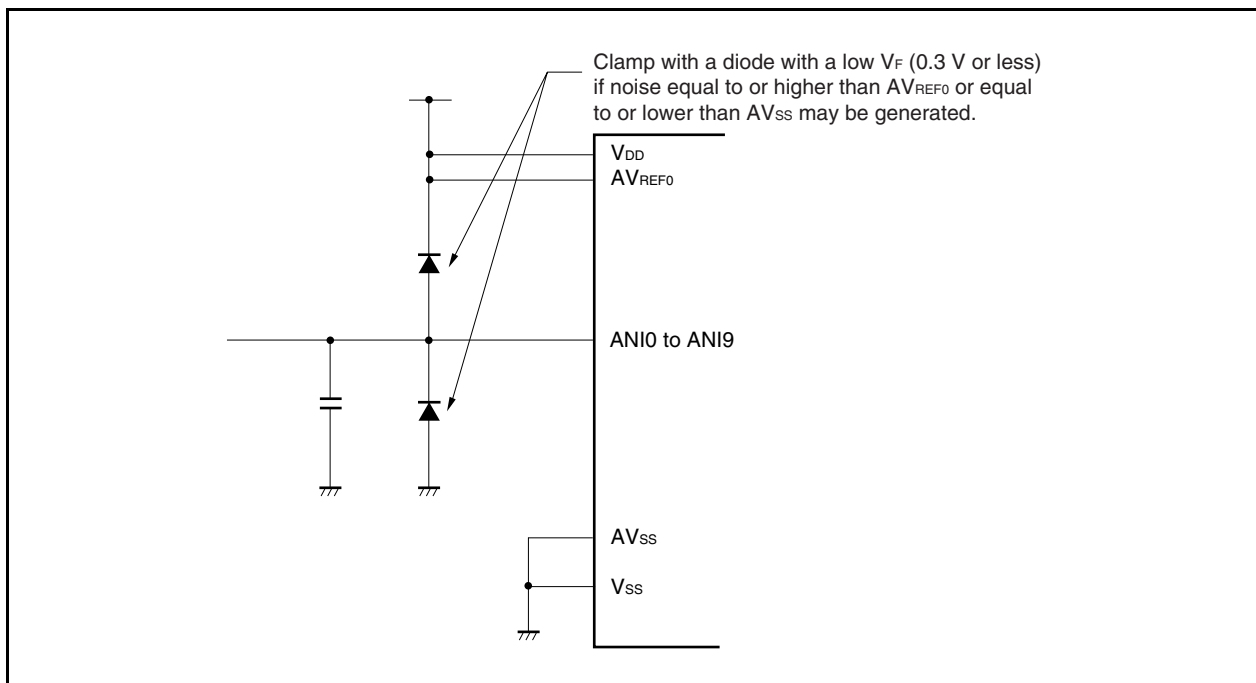 Clamp with a diode with a low VF (0.3 V or less)
if noise equal to or higher than AVREF0 or equal
to or lower than AVSS may be generated.
VDD
AVREF0
ANI0 to ANI9
AVSS
VSS